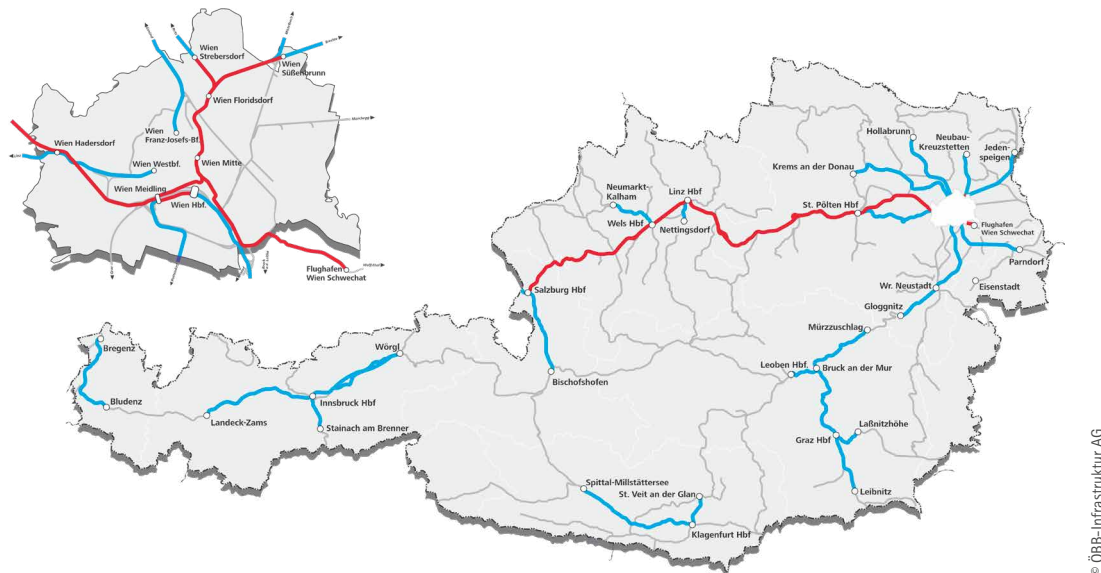 Wien
Strebersdorf
Wien
Süßenbrunn
Wien Floridsdorf
Wien
Franz-Josefs-Bf.
Wien Hadersdorf
Wien Westbf.
Wien Mitte
Wien Meidling
Wien Hbf.
Flughafen
Wien Schwechat
Hollabrunn
Neubau-
Kreuzstetten
Jeden-
speigen
Krems an der Donau
Neumarkt-
Kalham
Linz Hbf
St. Pölten Hbf
Wels Hbf
Nettingsdorf
Flughafen
Wien Schwechat
Parndorf
Salzburg Hbf
Wr. Neustadt
Eisenstadt
Gloggnitz
Mürzzuschlag
Bregenz
Wörgl
Leoben Hbf.
Bruck an der Mur
Bischofshofen
Bludenz
Innsbruck Hbf
Landeck-Zams
Stainach am Brenner
Laßnitzhöhe
Graz Hbf
Spittal-Millstättersee
St. Veit an der Glan
Leibnitz
Klagenfurt Hbf
© ÖBB-Infrastruktur AG